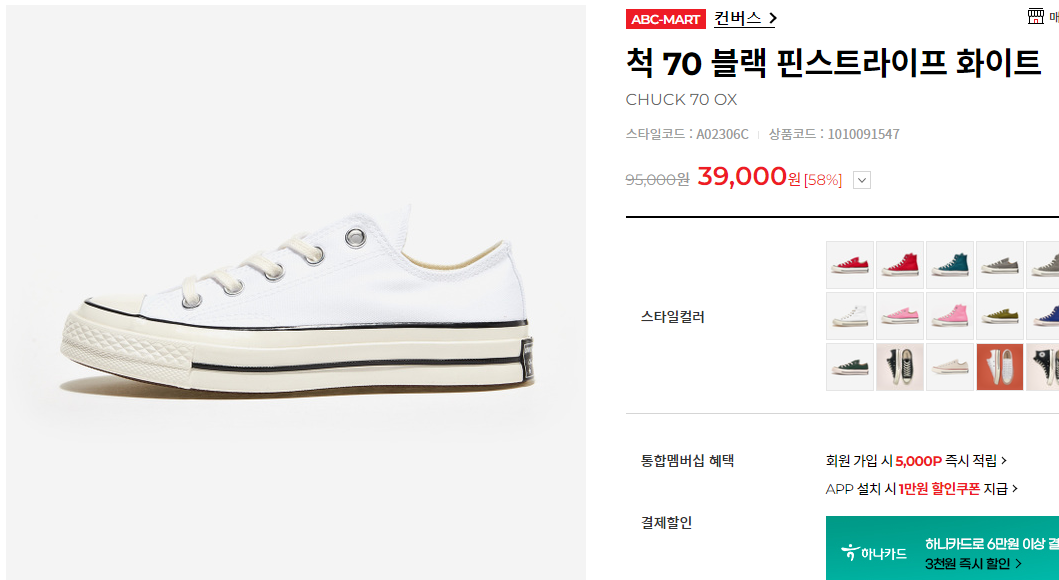 ABC-MART 컨버스
매
척 70 블랙 핀스트라이프 화이트
CHUCK 70 OX
스타일코드 : A02306C 상품코드 : 1010091547
95,000원 39,000원 [58%]
스타일컬러
통합멤버십 혜택
회원 가입 시 5,000P 즉시 적립
APP 설치 시 1만원 할인쿠폰 지급
결제할인
하나카드
하나카드로 6만원 이상 결
3천원 즉시 할인